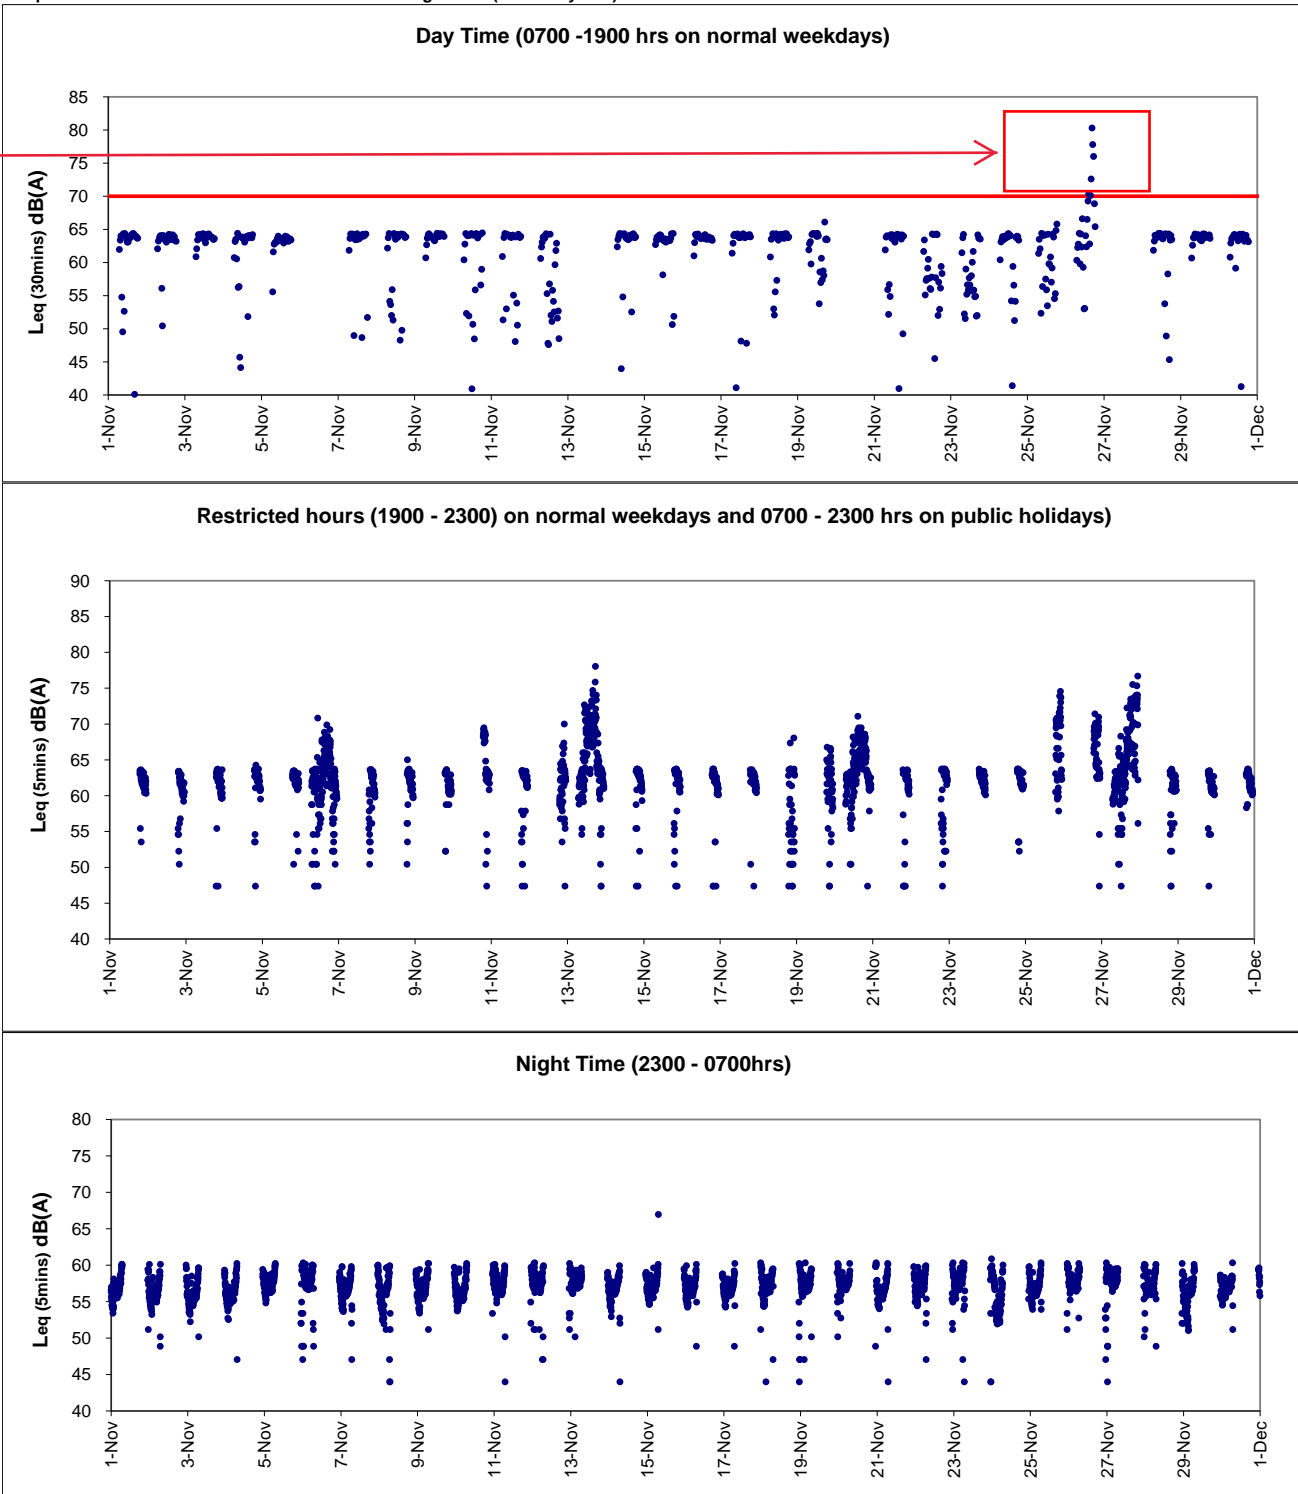 Day Time (0700 -1900 hrs on normal weekdays)
Leq (30mins) dB(A)
85
80
75
70
65
60
55
50
45
40
1-Nov
3-Nov
5-Nov
7-Nov
9-Nov
11-Nov
13-Nov
15-Nov
17-Nov
19-Nov
21-Nov
23-Nov
25-Nov
27-Nov
29-Nov
1-Dec
Restricted hours (1900 - 2300) on normal weekdays and 0700 - 2300 hrs on public holidays)
Leq (5mins) dB(A)
90
85
80
75
70
65
60
55
50
45
40
1-Nov
3-Nov
5-Nov
7-Nov
9-Nov
11-Nov
13-Nov
15-Nov
17-Nov
19-Nov
21-Nov
23-Nov
25-Nov
27-Nov
29-Nov
1-Dec
Night Time (2300 - 0700hrs)
Leq (5mins) dB(A)
80
75
70
65
60
55
50
45
40
1-Nov
3-Nov
5-Nov
7-Nov
9-Nov
11-Nov
13-Nov
15-Nov
17-Nov
19-Nov
21-Nov
23-Nov
25-Nov
27-Nov
29-Nov
1-Dec